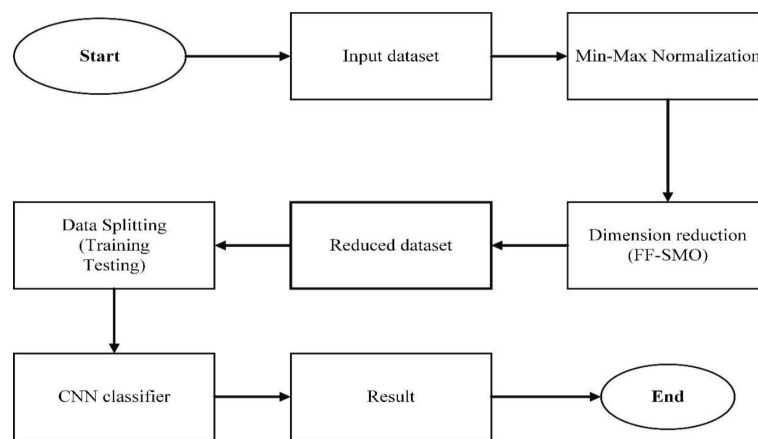 Start
Input dataset
Min-Max Normalization
Dimension reduction
(FF-SMO)
Reduced dataset
Data Splitting
(Training
Testing)
CNN classifier
Result
End